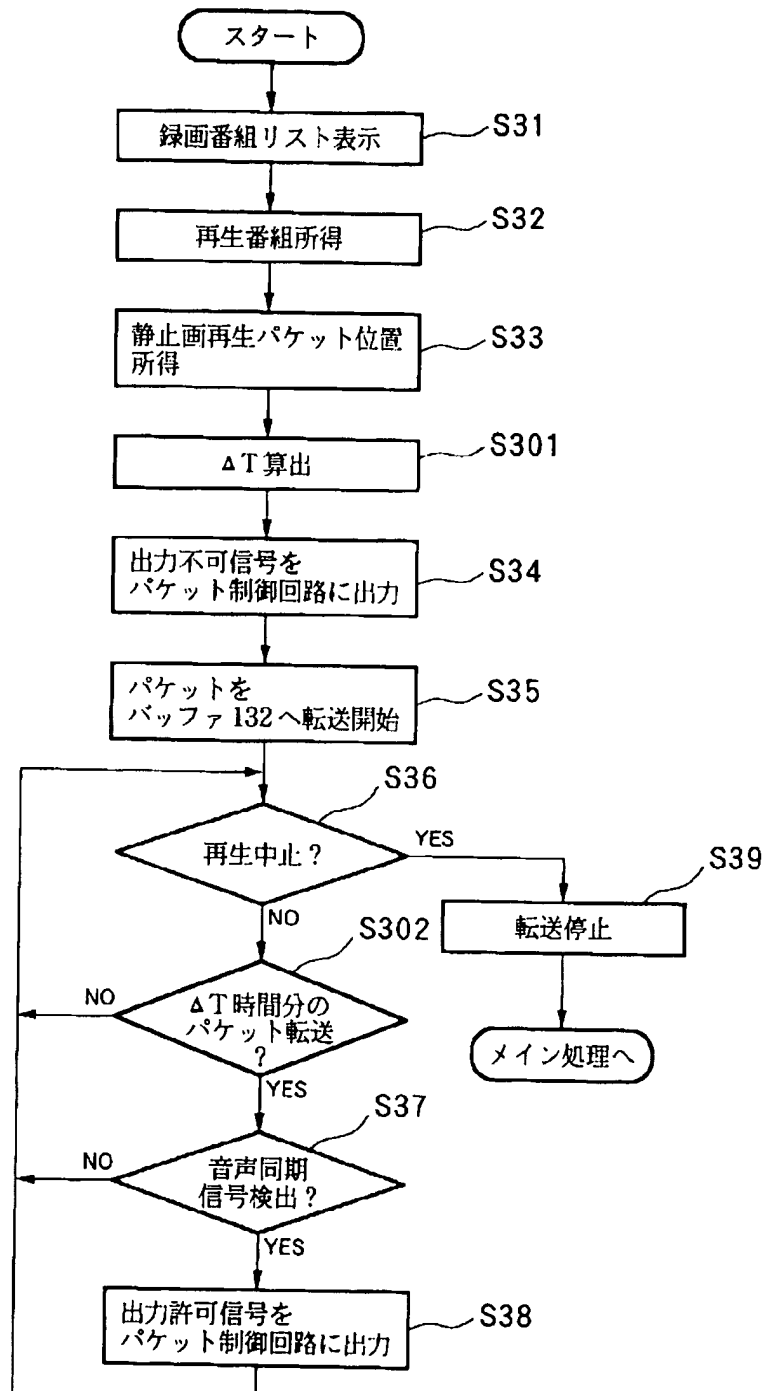 スタート
録画番組リスト表示
S31
再生番組所得
S32
静止画再生パケット位置
所得
S33
ΔT算出
S301
出力不可信号を
パケット制御回路に出力
S34
パケットを
バッファ132へ転送開始
S35
S36
再生中止?
YES
S39
転送停止
メイン処理へ
NO
S302
ΔT時間分の
パケット転送
?
NO
YES
S37
音声同期
信号検出?
NO
YES
出力許可信号を
パケット制御回路に出力
S38